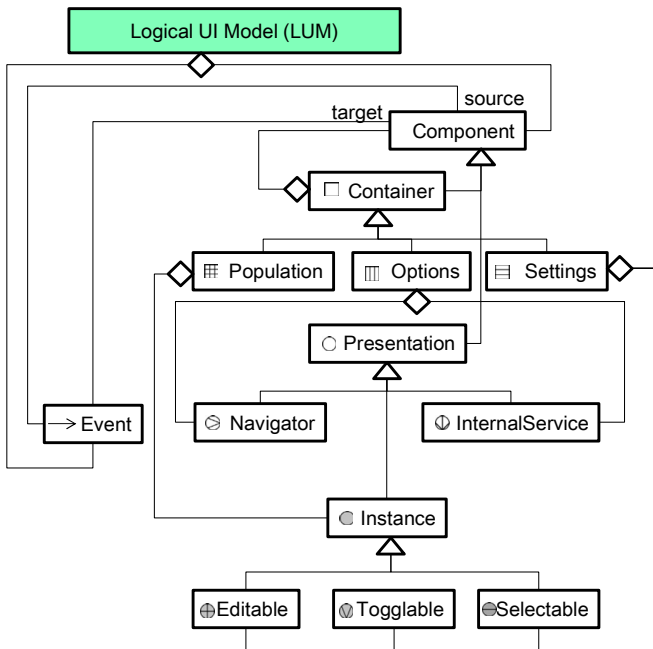 Logical UI Model (LUM)
source
target
Component
Container
Population
Options
Settings
Presentation
Navigator
InternalService
Event
Instance
Editable
Togglable
Selectable